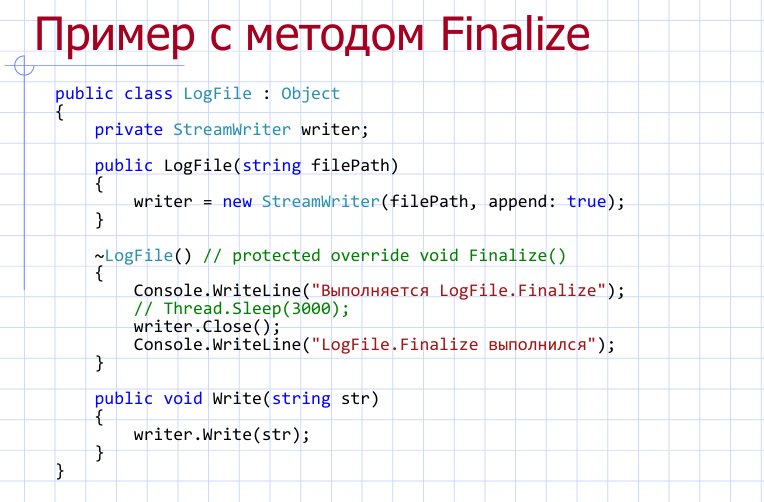 Пример с методом Finalize
public class LogFile : Object
{
    private StreamWriter writer;
    public LogFile(string filePath)
    {
        writer = new StreamWriter(filePath, append: true);
    }
    ~LogFile() // protected override void Finalize()
    {
        Console.WriteLine("Выполняется LogFile.Finalize");
        // Thread.Sleep(3000);
        writer.Close();
        Console.WriteLine("LogFile.Finalize выполнился");
    }
    public void Write(string str)
    {
        writer.Write(str);
    }
}